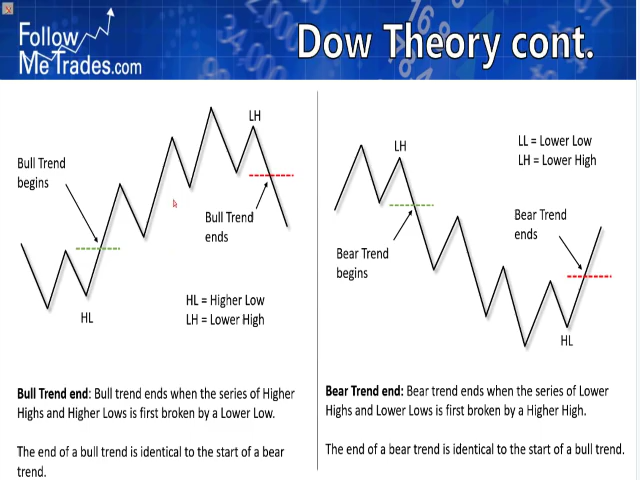 Follow
MeTrades.com
Dow Theory cont.
LH
Bull Trend
begins
Bull Trend
ends
HL
HL = Higher Low
LH = Lower High
Bull Trend end: Bull trend ends when the series of Higher
Highs and Higher Lows is first broken by a Lower Low.
The end of a bull trend is identical to the start of a bear
trend.
LH
LL = Lower Low
LH = Lower High
Bear Trend
ends
Bear Trend
begins
HL
Bear Trend end: Bear trend ends when the series of Lower
Highs and Lower Lows is first broken by a Higher High.
The end of a bear trend is identical to the start of a bull trend.